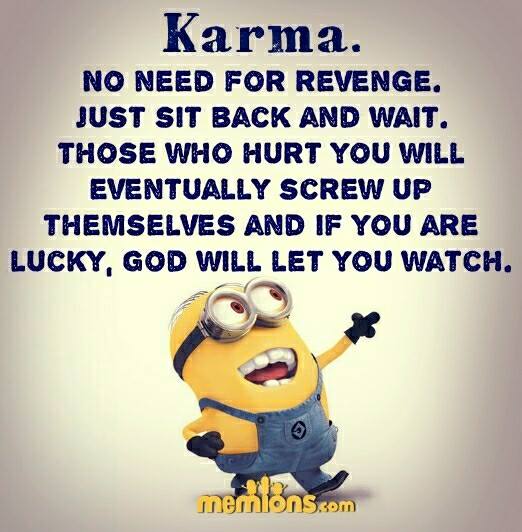 Karma.
NO NEED FOR REVENGE.
JUST SIT BACK AND WAIT.
THOSE WHO HURT YOU WILL
EVENTUALLY SCREW UP
THEMSELVES AND IF YOU ARE
LUCKY, GOD WILL LET YOU WATCH.
memions.com